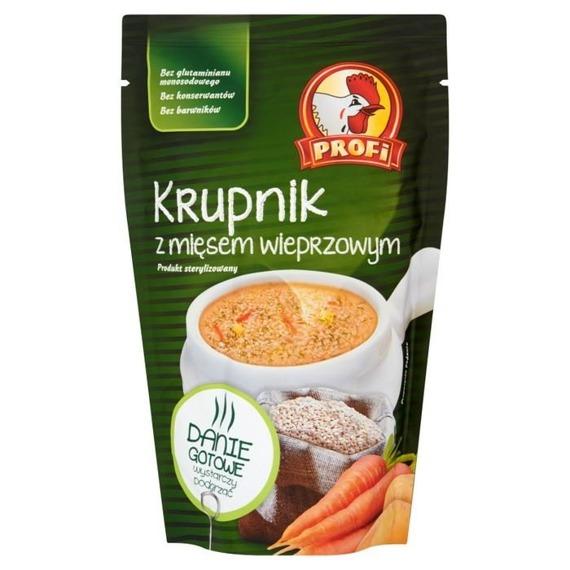 Bez glutaminianu
monosodowego
Bez konserwantów
Bez barwników
PROFi
Krupnik
z mięsem wieprzowym
Produkt sterylizowany
DANIE
GOTOWE
wystarczy
podgrzać